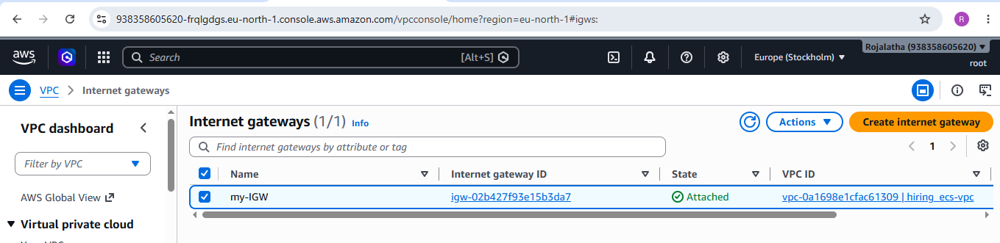 938358605620-frqlgdgs.eu-north-1.console.aws.amazon.com/vpcconsole/home?region=eu-north-1#igws:
R
aws
Search
[Alt+S]
Europe (Stockholm)
Rojalatha (938358605620)
root
VPC
Internet gateways
VPC dashboard
Filter by VPC
AWS Global View
Virtual private cloud
Internet gateways (1/1) Info
Actions
Create internet gateway
Find internet gateways by attribute or tag
1
Name Internet gateway ID State VPC ID
my-IGW igw-02b427f93e15b3da7 Attached vpc-0a1698e1cfac61309 | hiring_ecs-vpc